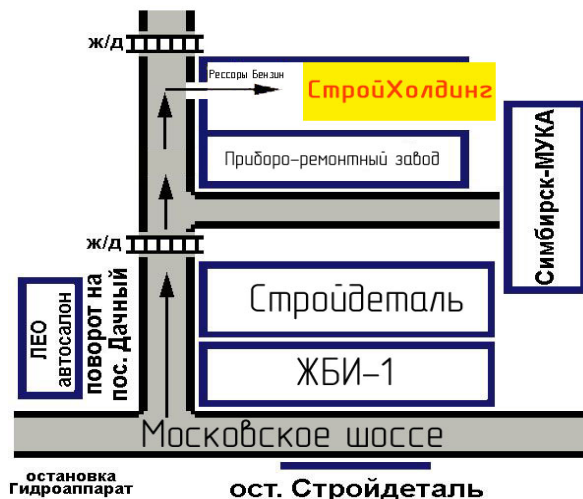 ж/д
Рессоры Бензин
СтройХолдинг
Приборо-ремонтный завод
Симбирск-МУКА
ж/д
ЛЕО
автосалон
поворот на
пос. Дачный
Стройдеталь
ЖБИ-1
Московское шоссе
остановка
Гидроаппарат
ост. Стройдеталь